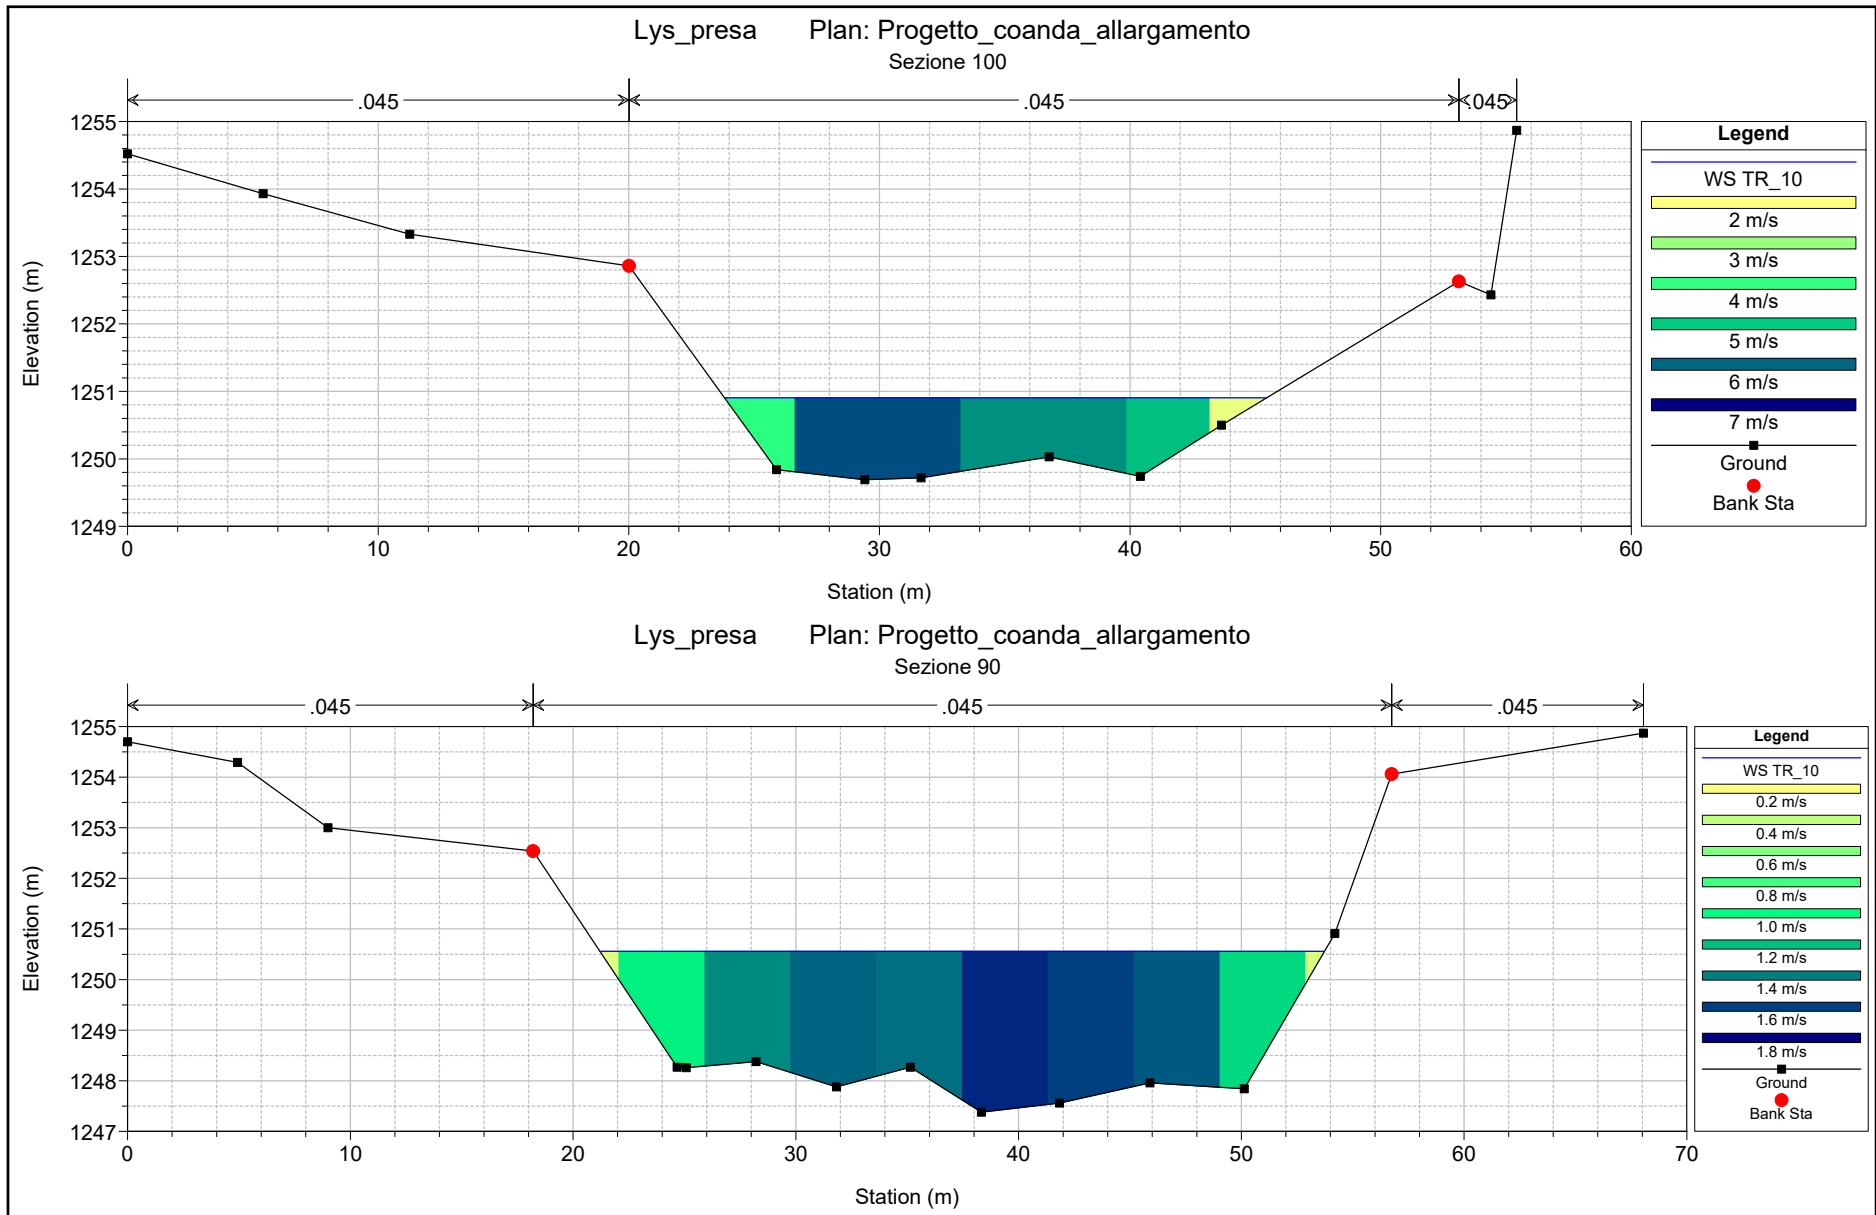 Lys_presa Plan: Progetto_coanda_allargamento
Sezione 100
.045 .045 .045
Elevation (m)
1255
1254
1253
1252
1251
1250
1249
0 10 20 30 40 50 60
Station (m)
Legend
WS TR_10
2 m/s
3 m/s
4 m/s
5 m/s
6 m/s
7 m/s
Ground
Bank Sta
Lys_presa Plan: Progetto_coanda_allargamento
Sezione 90
.045 .045 .045
Elevation (m)
1255
1254
1253
1252
1251
1250
1249
1248
1247
0 10 20 30 40 50 60 70
Station (m)
Legend
WS TR_10
0.2 m/s
0.4 m/s
0.6 m/s
0.8 m/s
1.0 m/s
1.2 m/s
1.4 m/s
1.6 m/s
1.8 m/s
Ground
Bank Sta